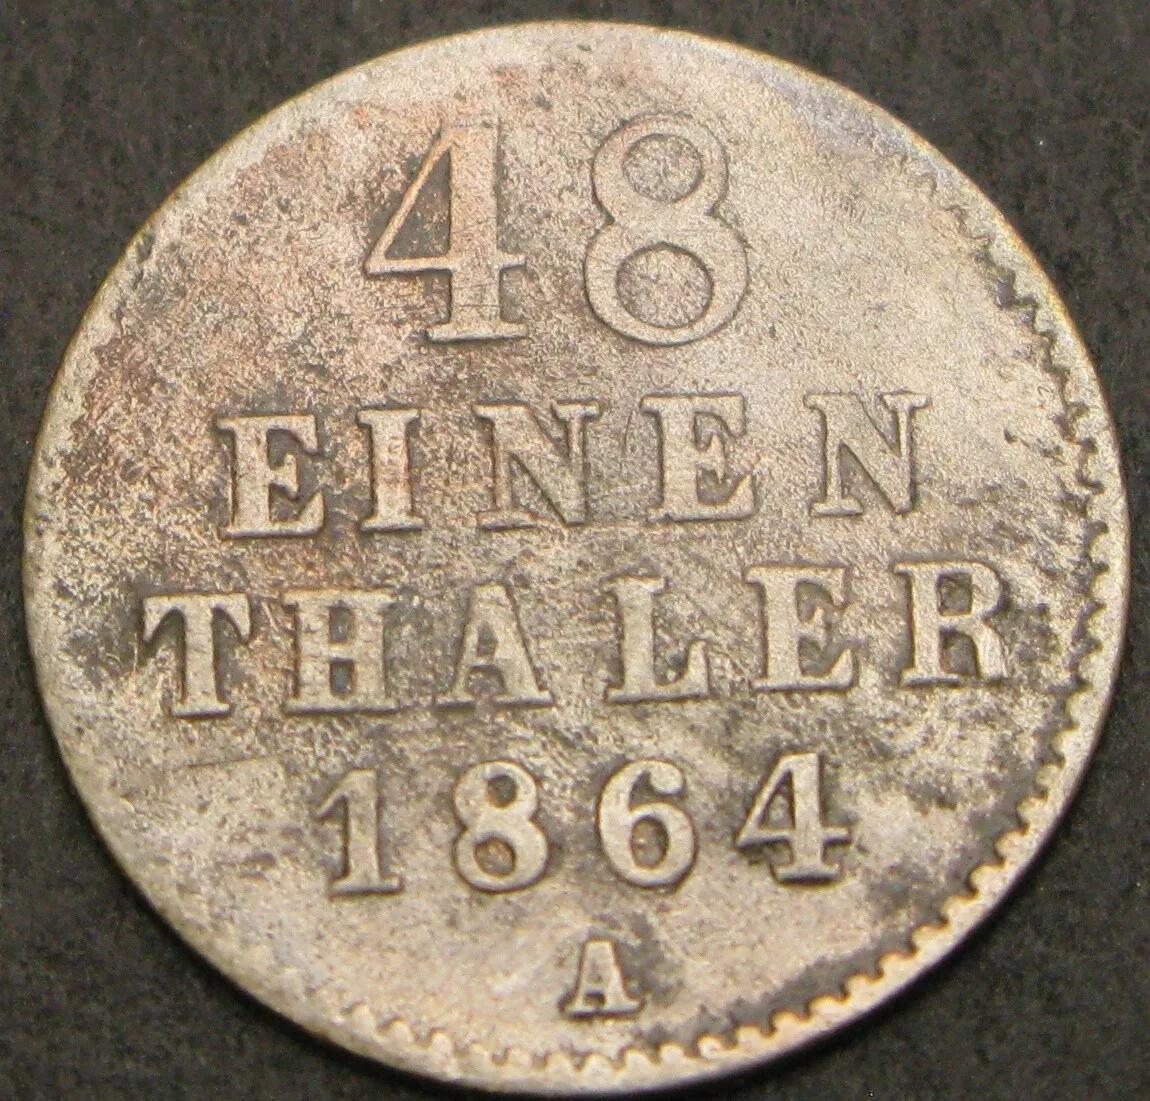 48
EINEN
THALER
1864
A